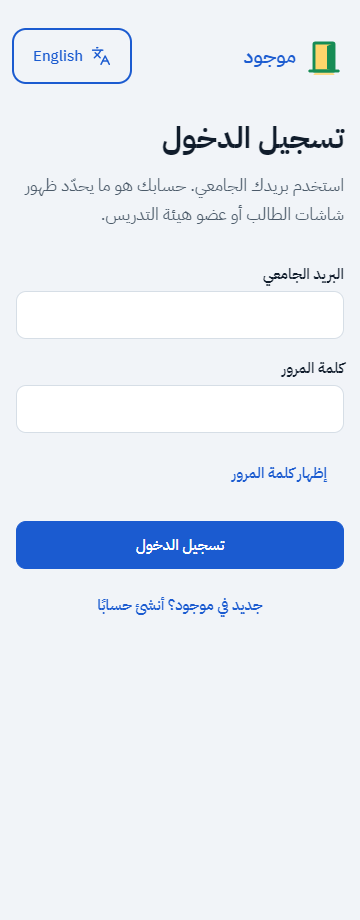 موجود
English
تسجيل الدخول
استخدم بريدك الجامعي. حسابك هو ما يحدّد ظهور
شاشات الطالب أو عضو هيئة التدريس.
البريد الجامعي
كلمة المرور
إظهار كلمة المرور
تسجيل الدخول
جديد في موجود؟ أنشئ حسابًا